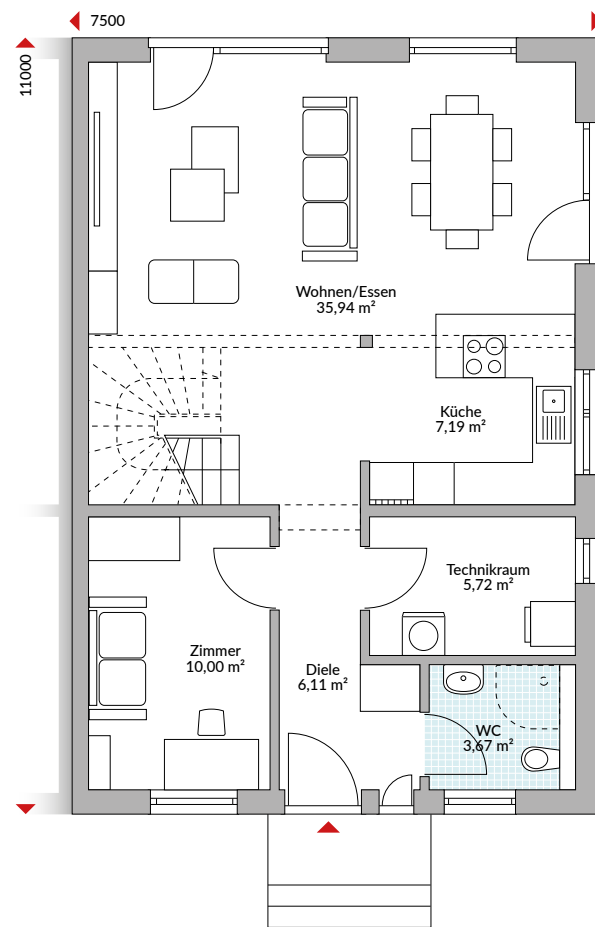 7500
11000
Wohnen/Essen
35,94 m²
Küche
7,19 m²
Technikraum
5,72 m²
Zimmer
10,00 m²
Diele
6,11 m²
WC
3,67 m²